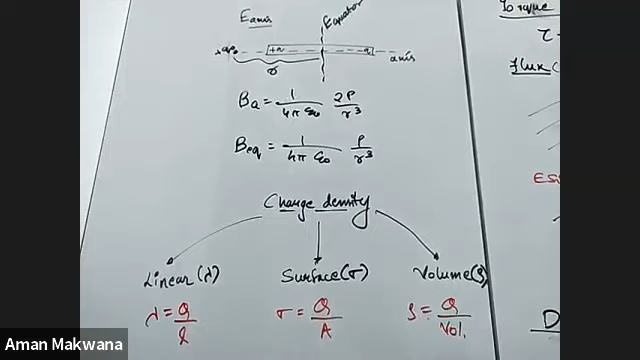 Eaxis
Equator
+q
+q
q
axis
r
Ba = 1/4πε₀ 2P/r³
Beq = 1/4πε₀ P/r³
Charge density
Linear (λ) Surface (σ) Volume (ρ)
λ = Q/l σ = Q/A ρ = Q/Vol.
Torque
τ =
flux (
D
Aman Makwana